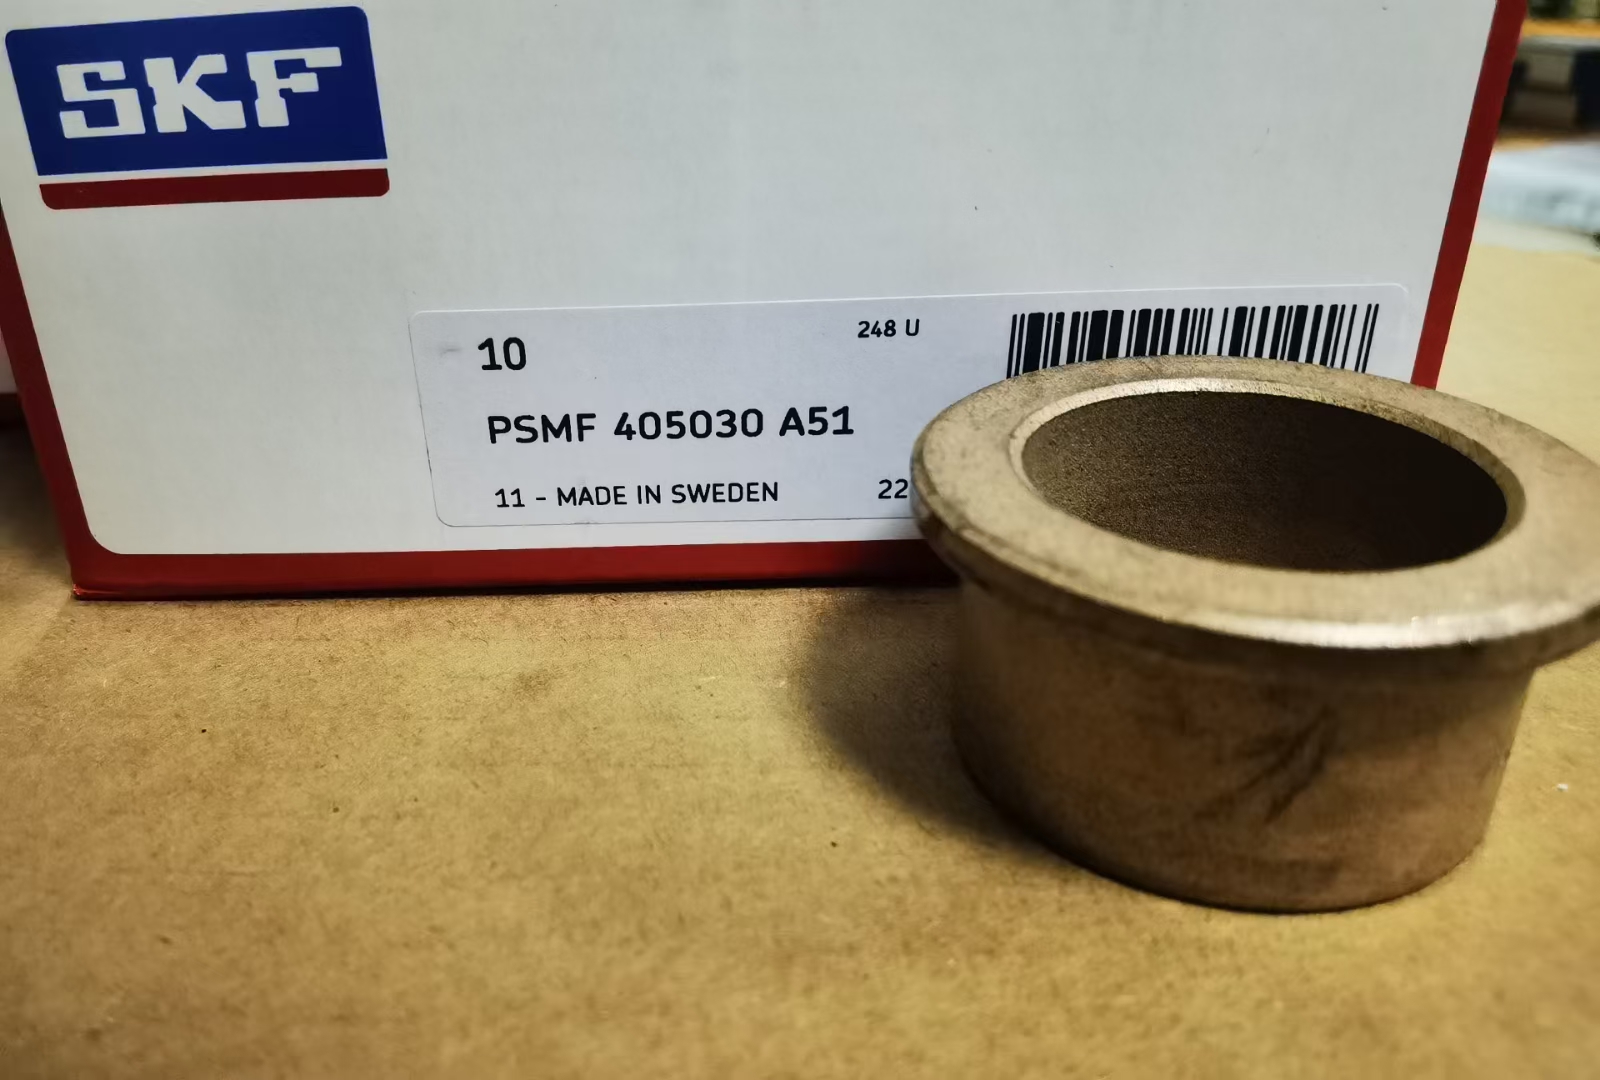 SKF
10
248 U
PSMF 405030 A51
11 - MADE IN SWEDEN
22